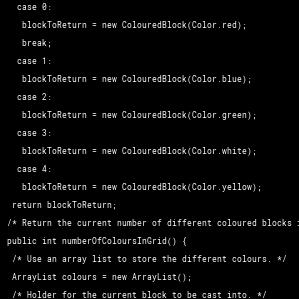 case 0:
blockToReturn = new ColouredBlock(Color.red);
break;
case 1:
blockToReturn = new ColouredBlock(Color.blue);
case 2:
blockToReturn = new ColouredBlock(Color.green);
case 3:
blockToReturn = new ColouredBlock(Color.white);
case 4:
blockToReturn = new ColouredBlock(Color.yellow);
return blockToReturn;
/* Return the current number of different coloured blocks
public int numberOfColoursInGrid() {
/* Use an array list to store the different colours. */
ArrayList colours = new ArrayList();
/* Holder for the current block to be cast into. */